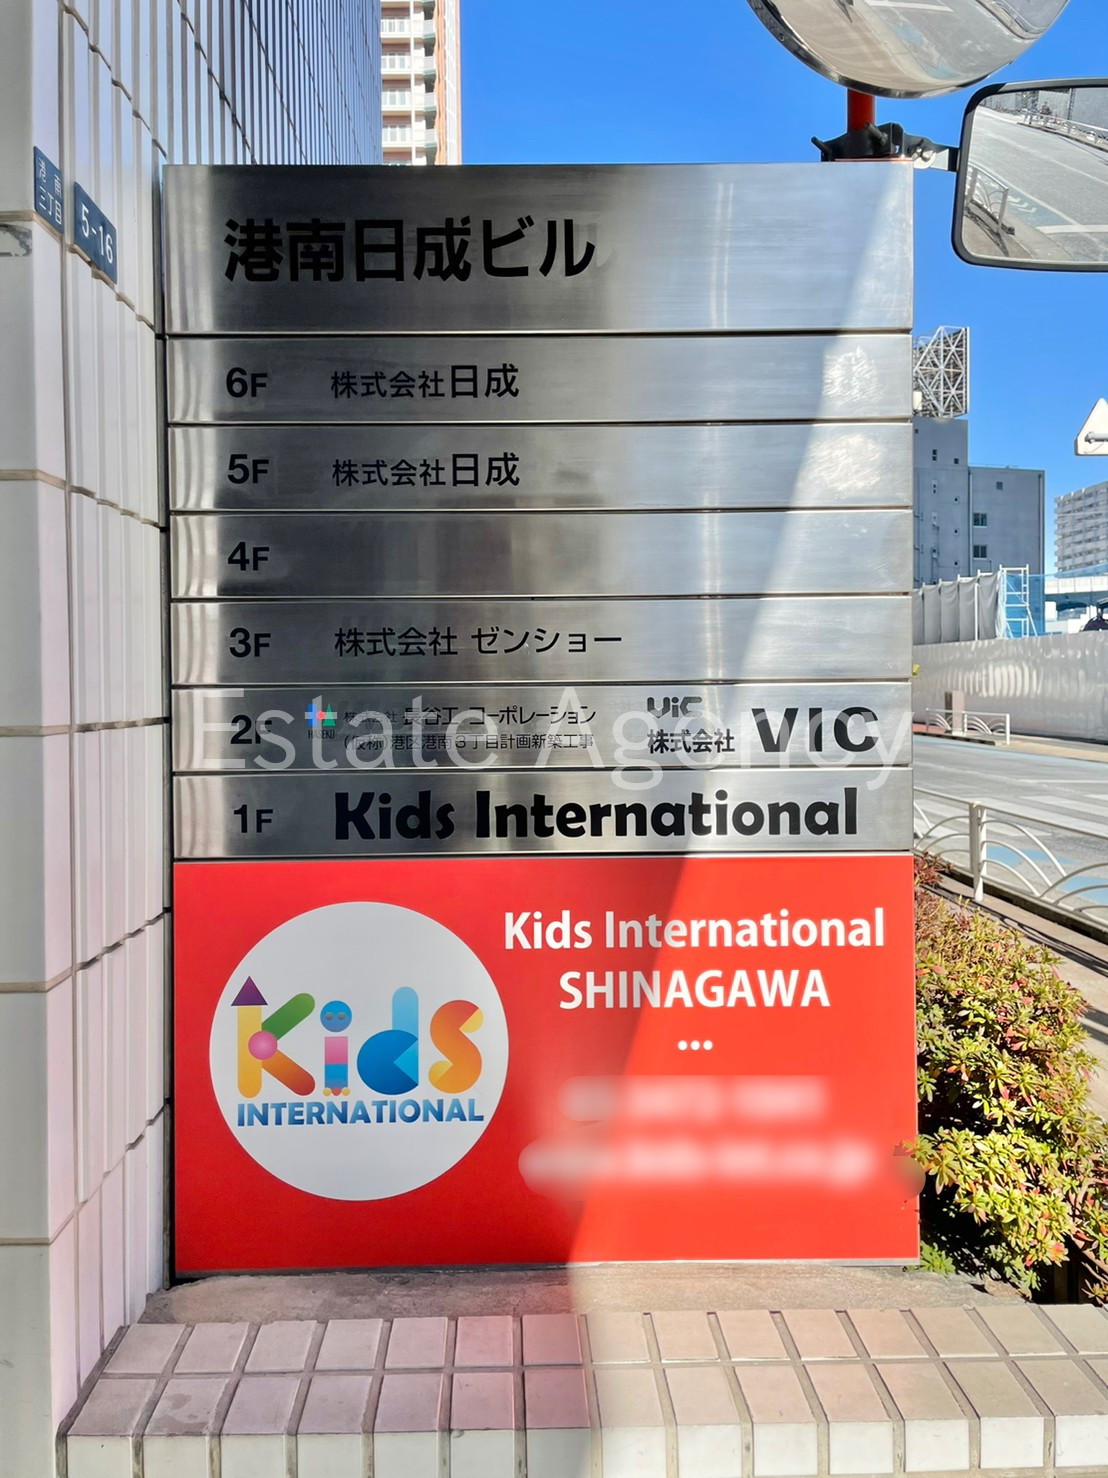 港南
三丁目
5-16
港南日成ビル
6F 株式会社日成
5F 株式会社日成
4F
3F 株式会社 ゼンショー
2F HASEKO 株式会社 長谷工コーポレーション
(仮称)港区港南3丁目計画新築工事
ViC
株式会社 VIC
Estate Agency
1F Kids International
Kids International
SHINAGAWA
...
Kids
INTERNATIONAL